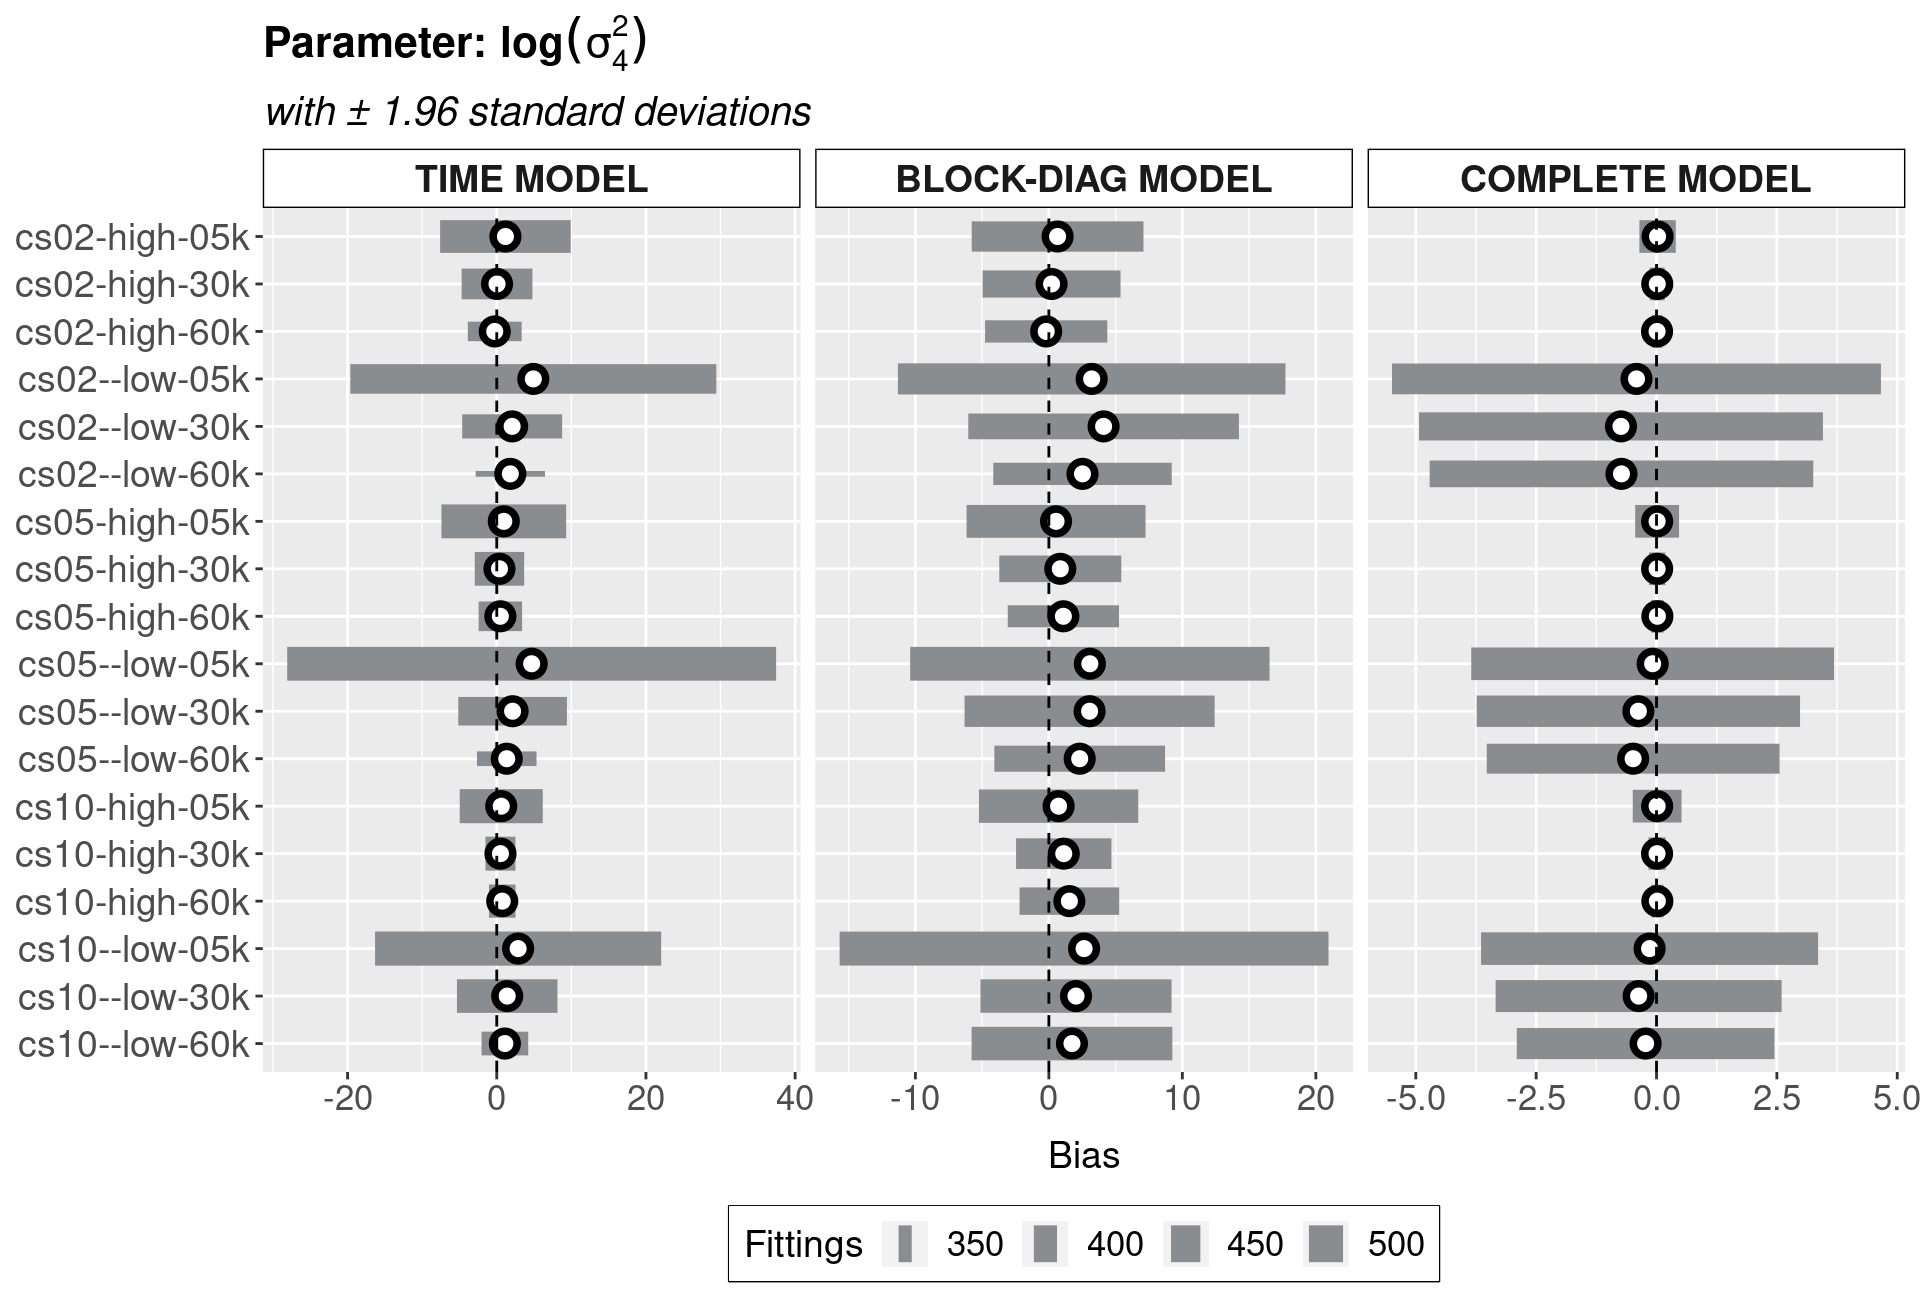 Parameter: log(σ₄²)
with ± 1.96 standard deviations
TIME MODEL BLOCK-DIAG MODEL COMPLETE MODEL
cs02-high-05k
cs02-high-30k
cs02-high-60k
cs02--low-05k
cs02--low-30k
cs02--low-60k
cs05-high-05k
cs05-high-30k
cs05-high-60k
cs05--low-05k
cs05--low-30k
cs05--low-60k
cs10-high-05k
cs10-high-30k
cs10-high-60k
cs10--low-05k
cs10--low-30k
cs10--low-60k
-20 0 20 40 -10 0 10 20 -5.0 -2.5 0.0 2.5 5.0
Bias
Fittings 350 400 450 500